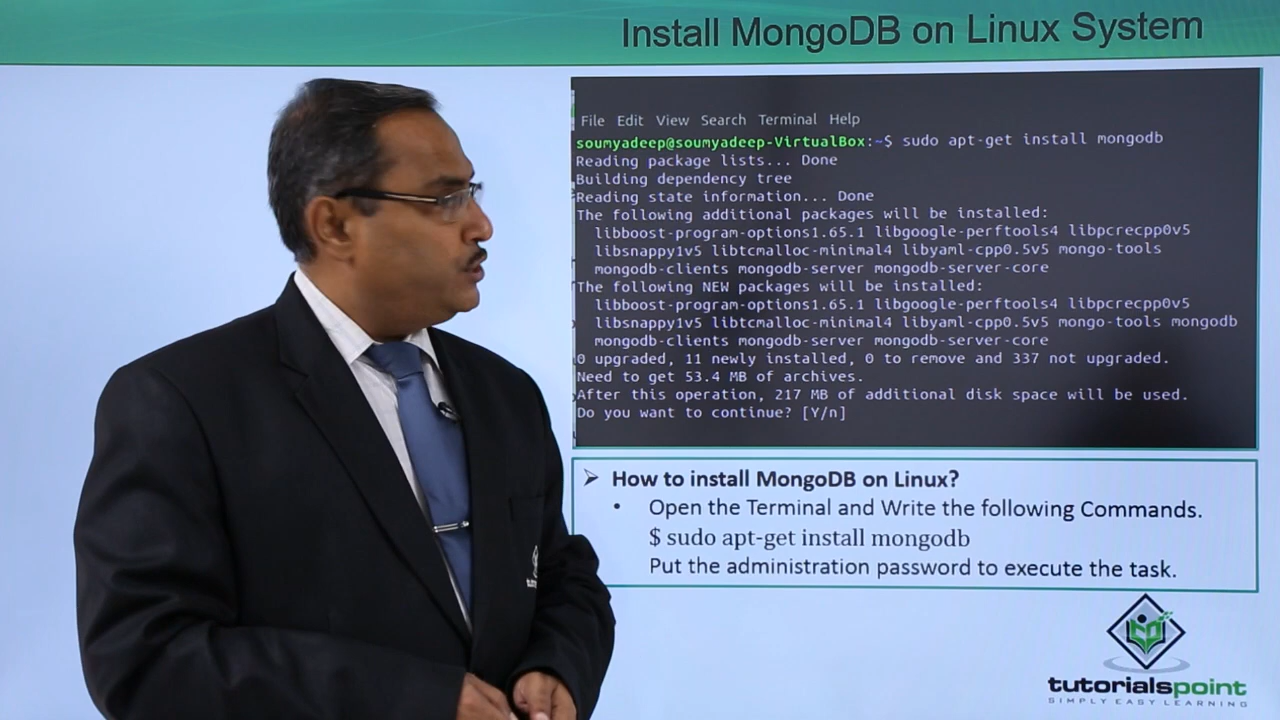 Install MongoDB on Linux System
File Edit View Search Terminal Help
soumyadeep@soumyadeep-VirtualBox:~$ sudo apt-get install mongodb
Reading package lists... Done
Building dependency tree
Reading state information... Done
The following additional packages will be installed:
libboost-program-options1.65.1 libgoogle-perftools4 libpcrecpp0v5
libsnappy1v5 libtcmalloc-minimal4 libyaml-cpp0.5v5 mongo-tools
mongodb-clients mongodb-server mongodb-server-core
The following NEW packages will be installed:
libboost-program-options1.65.1 libgoogle-perftools4 libpcrecpp0v5
libsnappy1v5 libtcmalloc-minimal4 libyaml-cpp0.5v5 mongo-tools mongodb
mongodb-clients mongodb-server mongodb-server-core
0 upgraded, 11 newly installed, 0 to remove and 337 not upgraded.
Need to get 53.4 MB of archives.
After this operation, 217 MB of additional disk space will be used.
Do you want to continue? [Y/n]
➢ How to install MongoDB on Linux?
• Open the Terminal and Write the following Commands.
$ sudo apt-get install mongodb
Put the administration password to execute the task.
tutorialspoint
SIMPLY EASY LEARNING